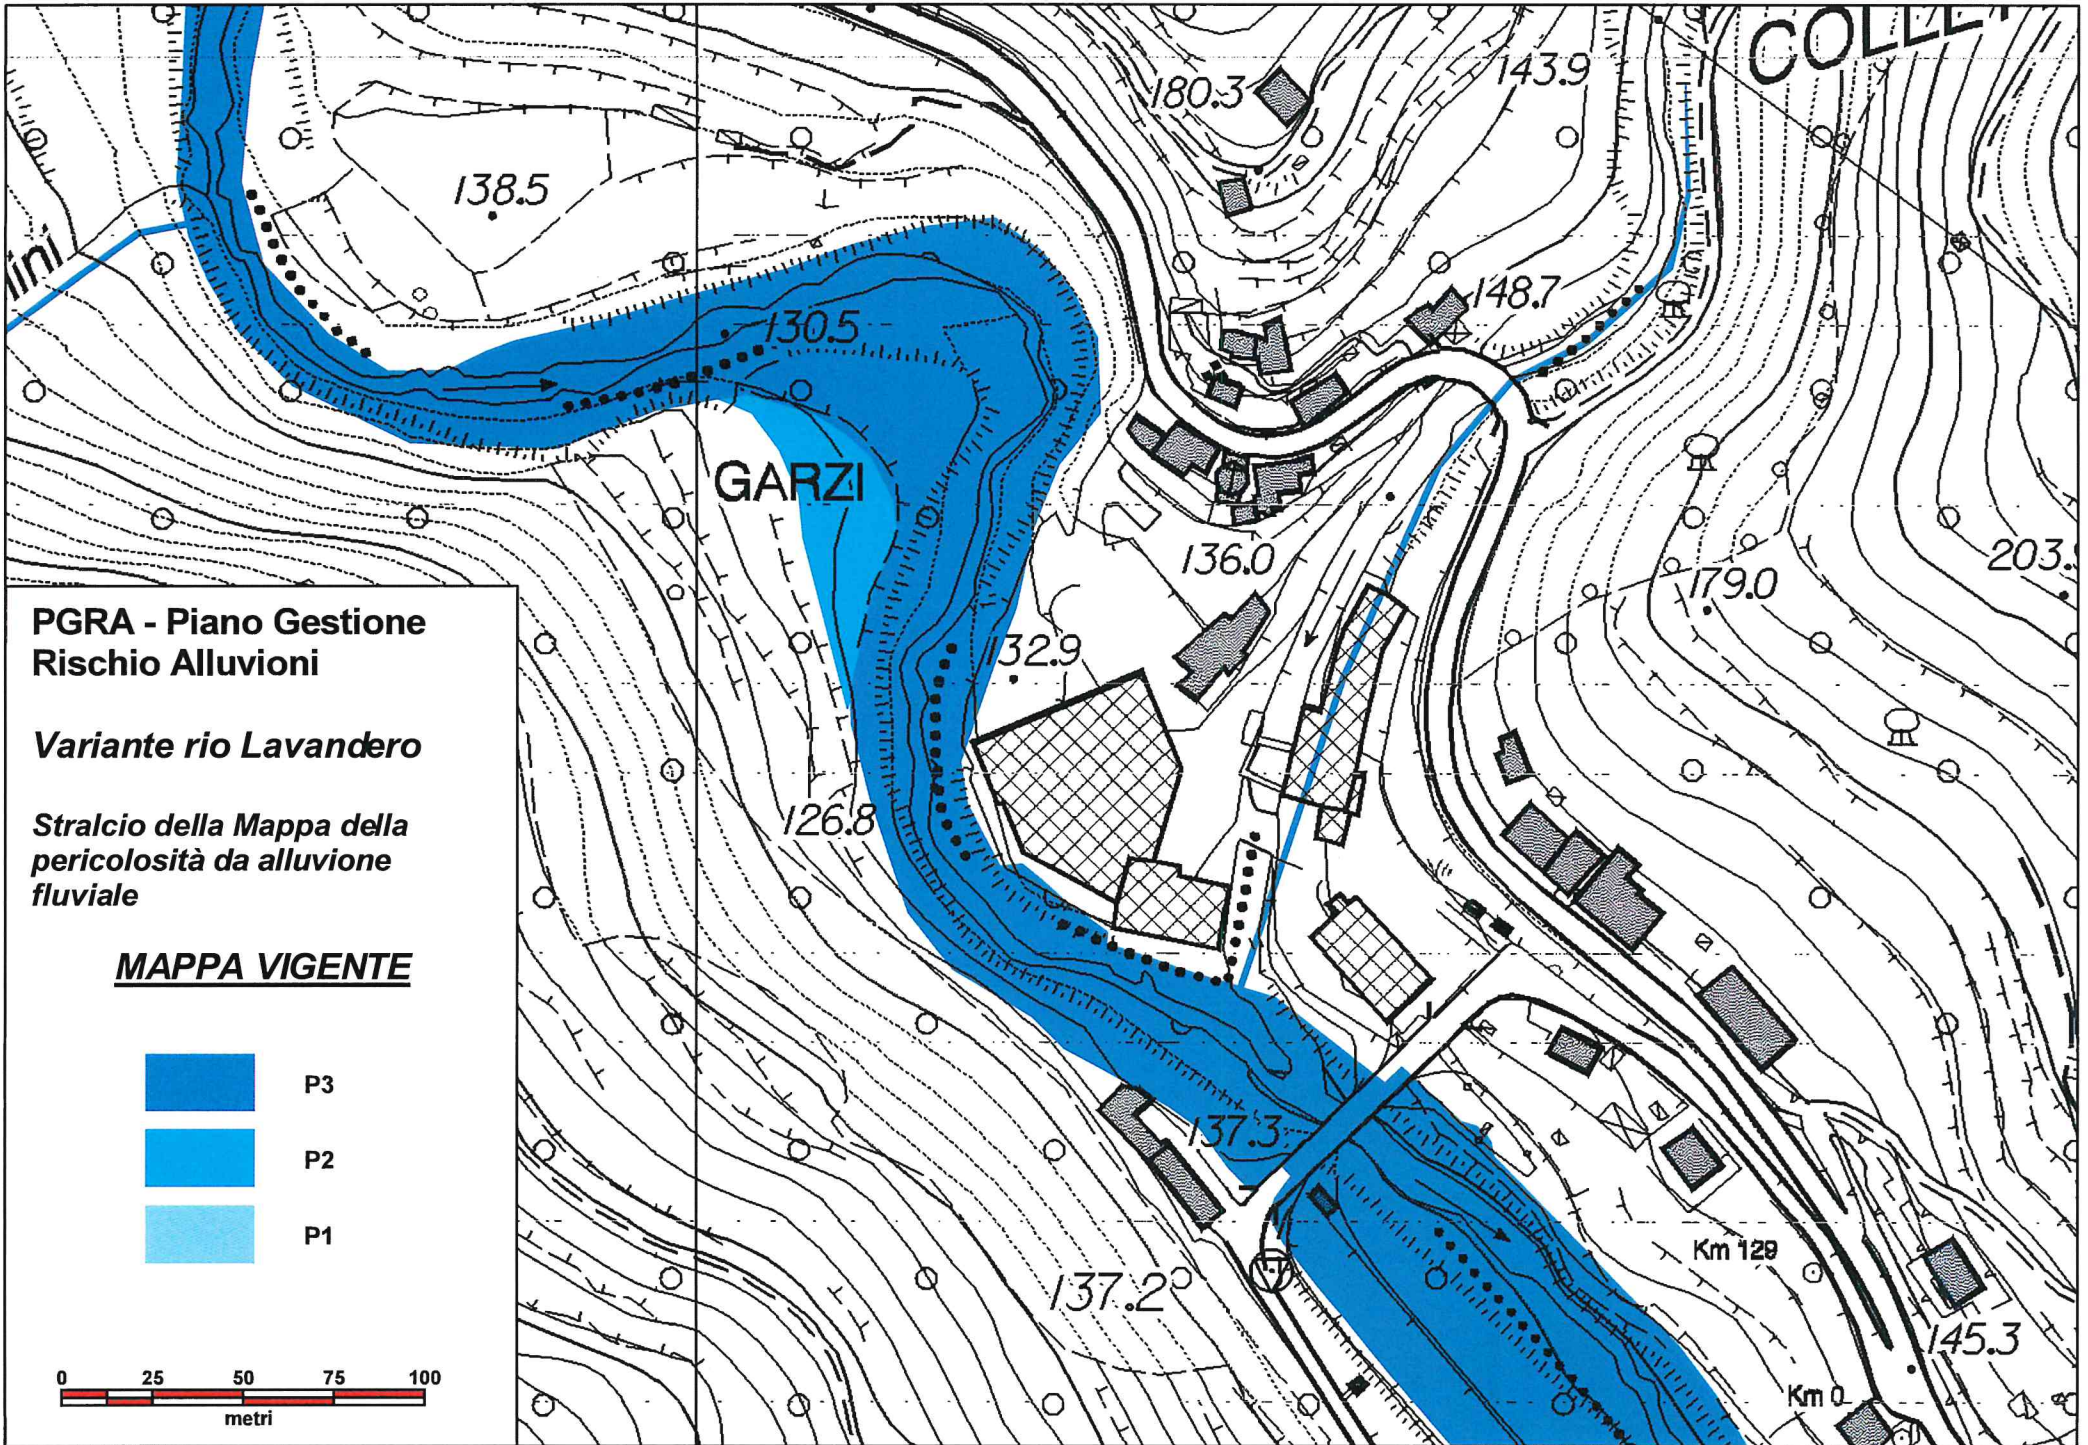 COLLE
180.3
143.9
138.5
ini
148.7
130.5
GARZI
136.0
203.9
179.0
132.9
126.8
137.3
137.2
Km 129
145.3
Km 0
PGRA - Piano Gestione
Rischio Alluvioni
Variante rio Lavandero
Stralcio della Mappa della
pericolosità da alluvione
fluviale
MAPPA VIGENTE
P3
P2
P1
0 25 50 75 100
metri